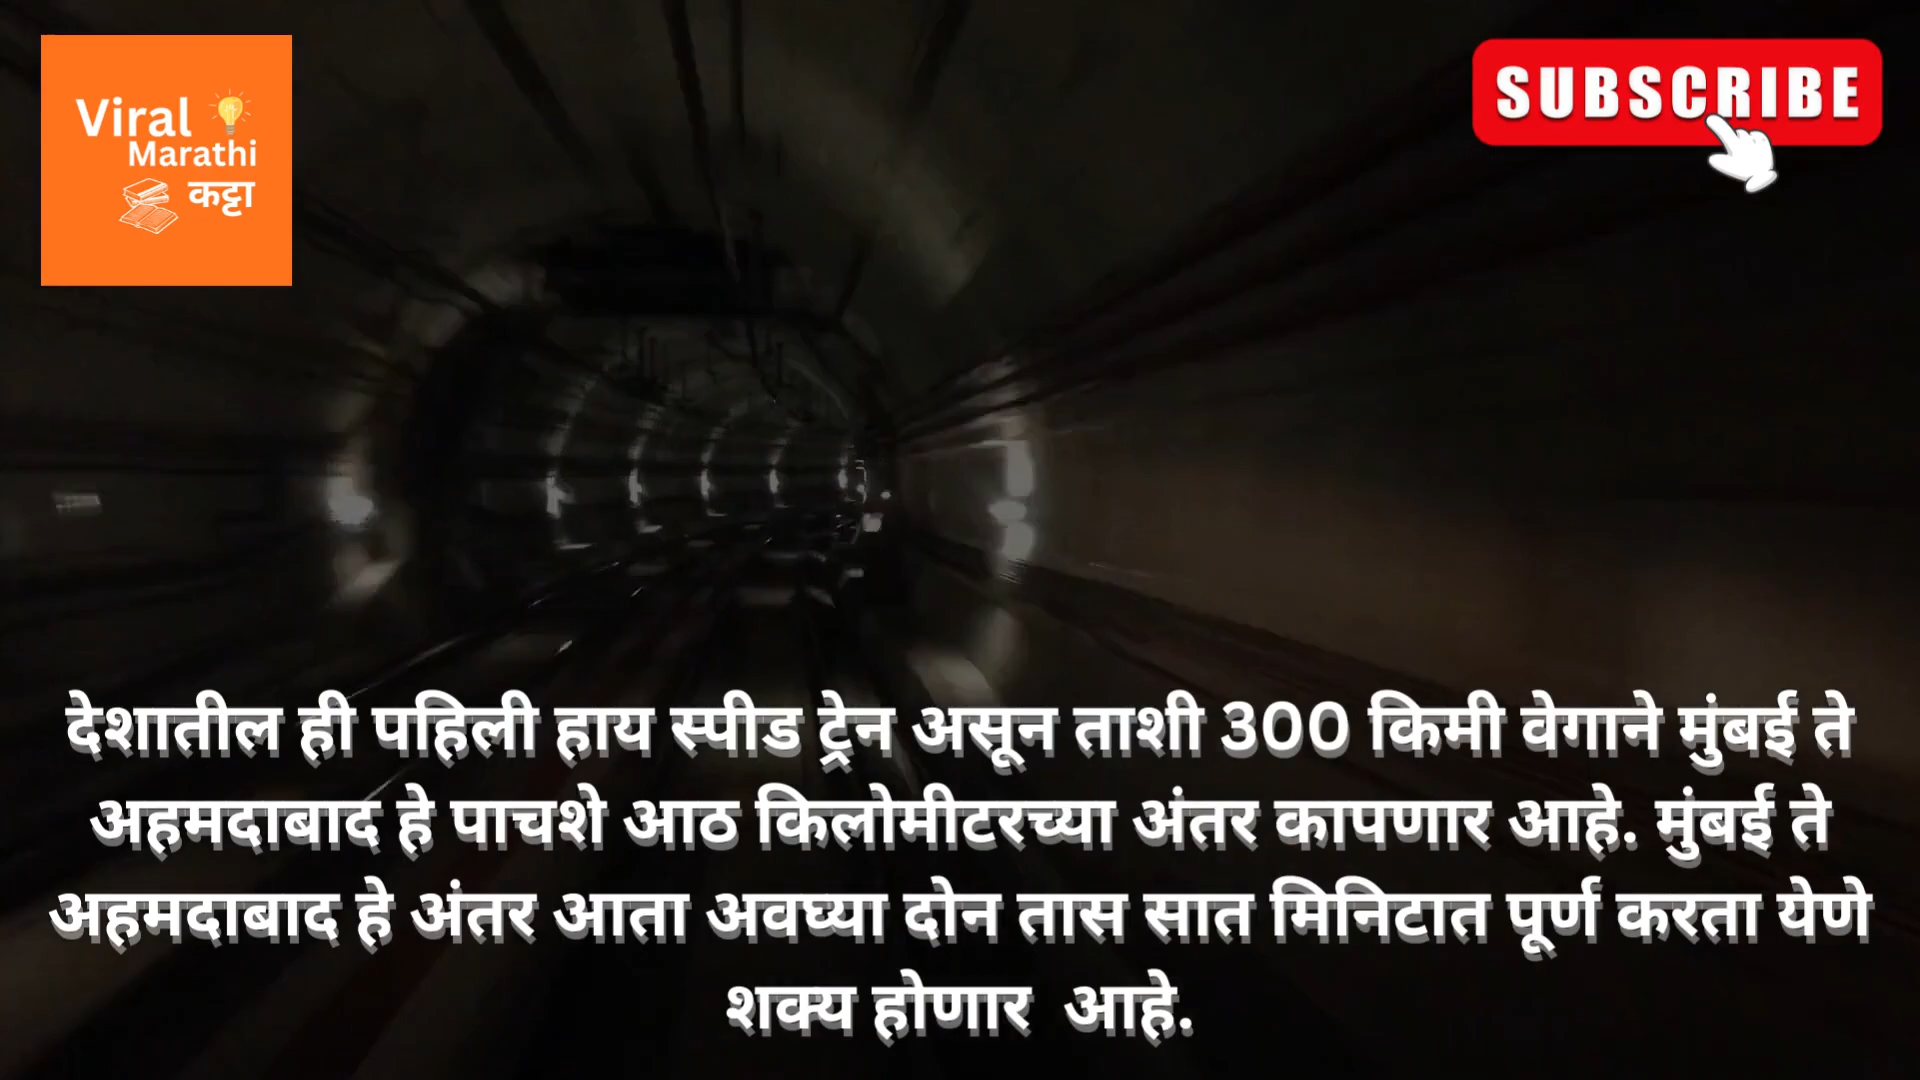 Viral
Marathi
कट्टा
SUBSCRIBE
देशातील ही पहिली हाय स्पीड ट्रेन असून ताशी 300 किमी वेगाने मुंबई ते
अहमदाबाद हे पाचशे आठ किलोमीटरच्या अंतर कापणार आहे. मुंबई ते
अहमदाबाद हे अंतर आता अवघ्या दोन तास सात मिनिटात पूर्ण करता येणे
शक्य होणार आहे.